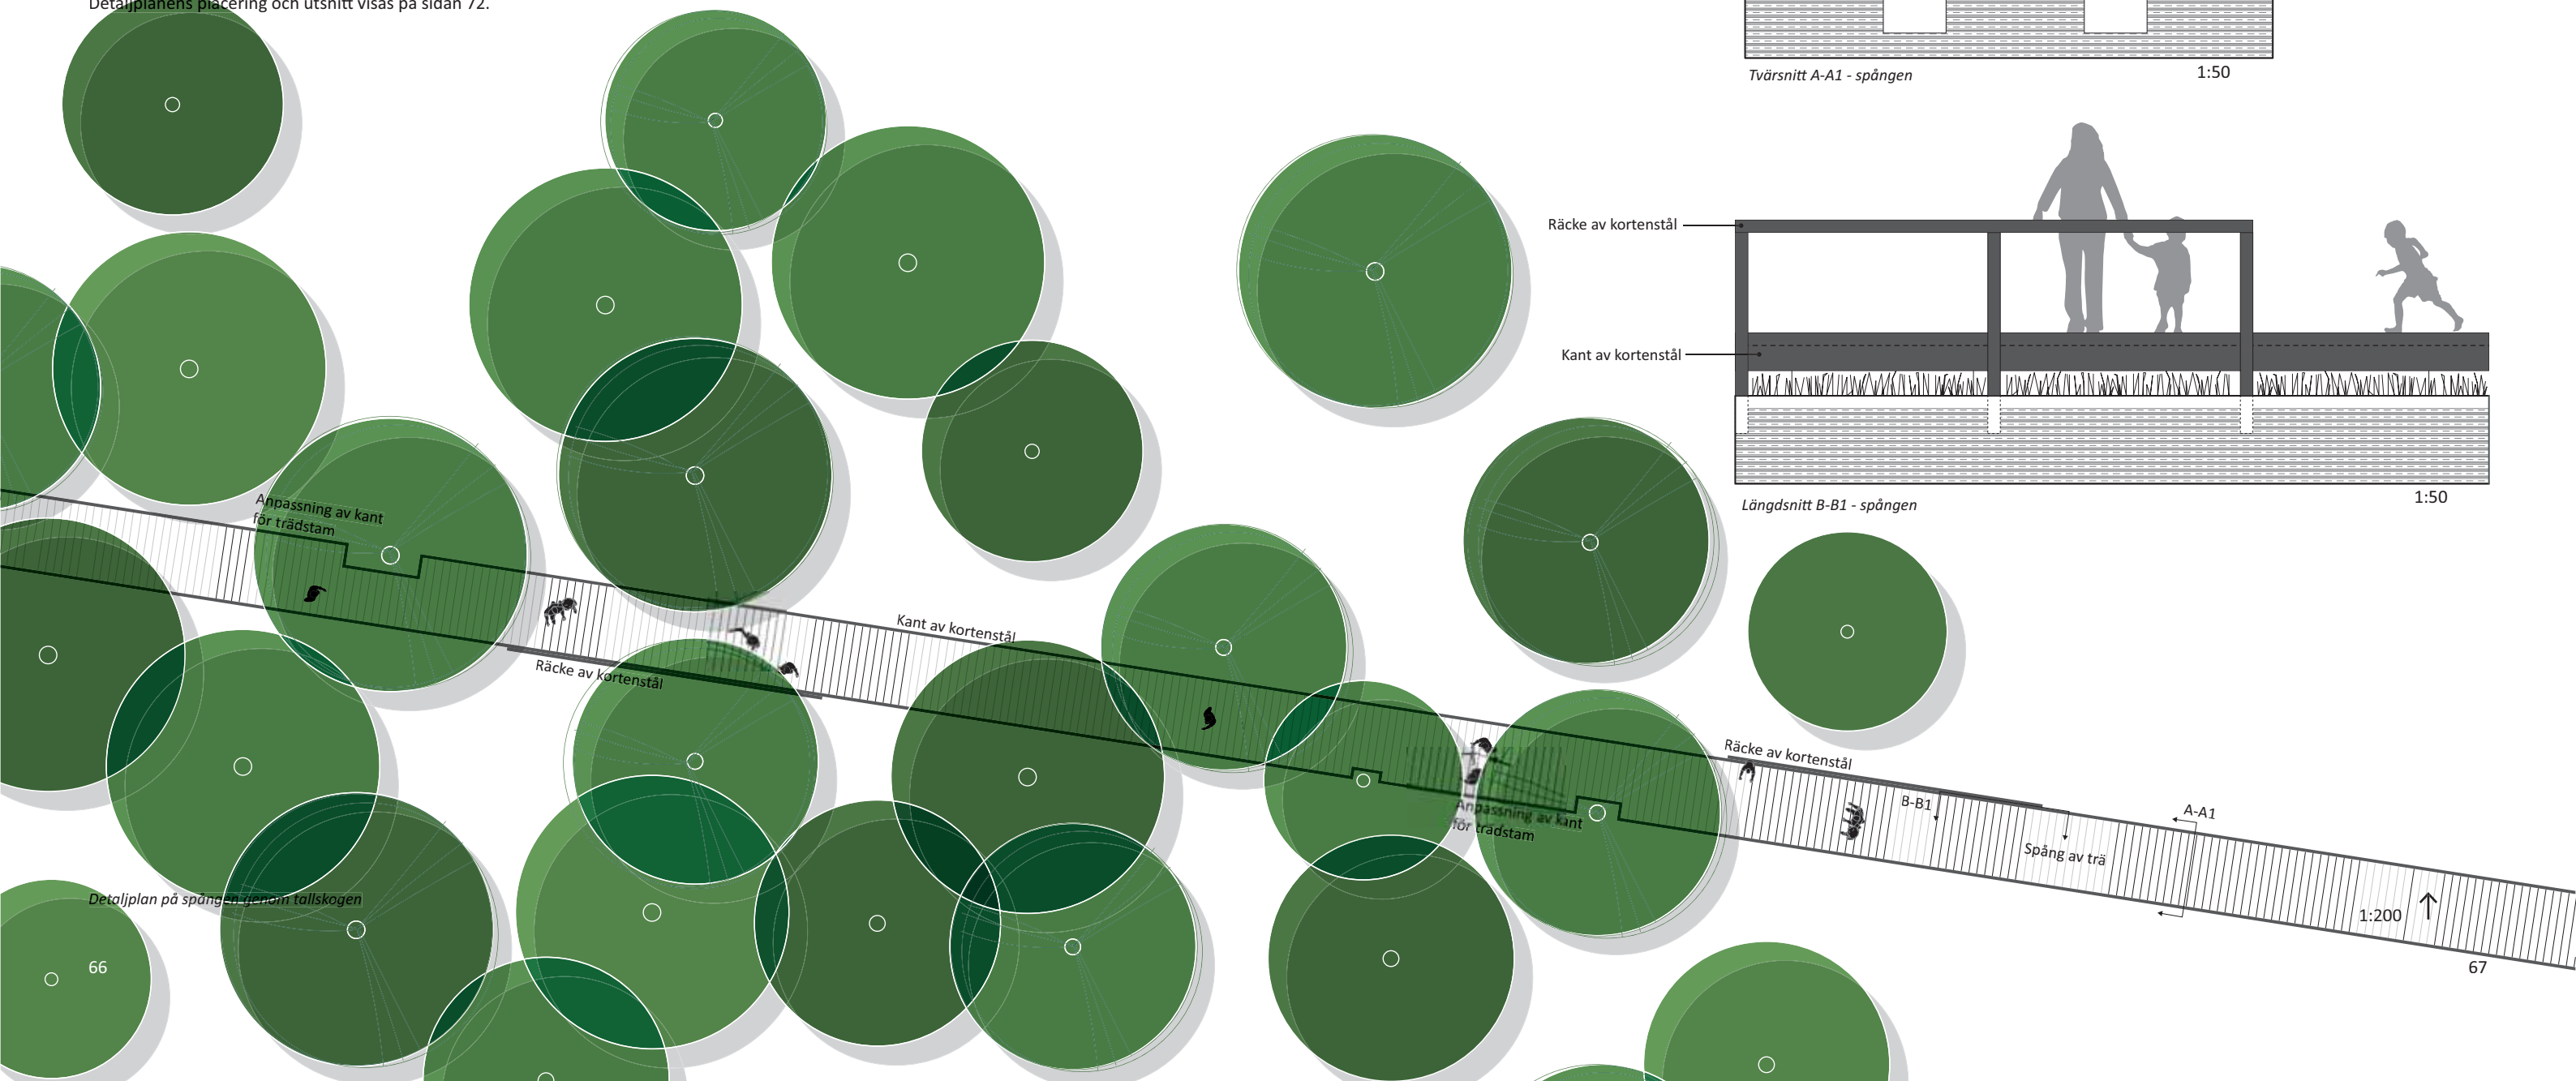 Detaljplanens placering och utsnitt visas på sidan 72.
Tvärsnitt A-A1 - spången
1:50
Räcke av kortenstål
Kant av kortenstål
Längdsnitt B-B1 - spången
1:50
Anpassning av kant
för trädstam
Kant av kortenstål
Räcke av kortenstål
Anpassning av kant
för trädstam
Räcke av kortenstål
B-B1
A-A1
Spång av trä
Detaljplan på spången genom tallskogen
1:200
66
67